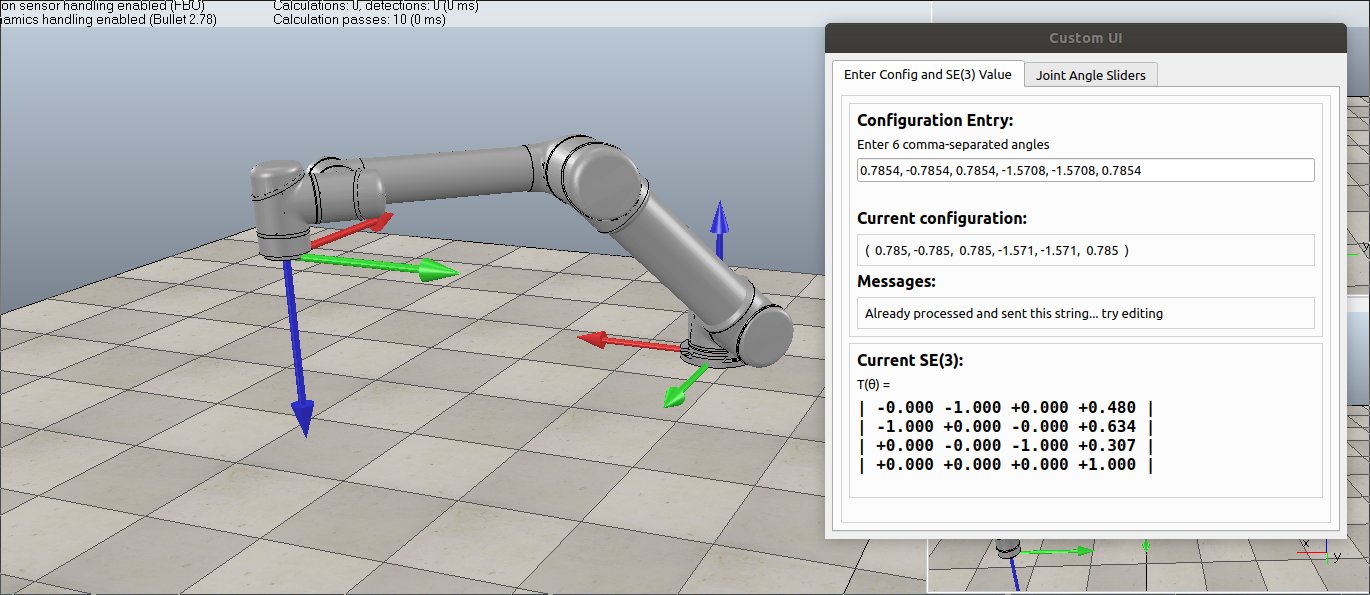 on sensor handling enabled (FBO)
Calculations: 0, detections: 0 (0 ms)
amics handling enabled (Bullet 2.78)
Calculation passes: 10 (0 ms)
Custom UI
Enter Config and SE(3) Value
Joint Angle Sliders
Configuration Entry:
Enter 6 comma-separated angles
0.7854, -0.7854, 0.7854, -1.5708, -1.5708, 0.7854
Current configuration:
( 0.785, -0.785, 0.785, -1.571, -1.571, 0.785 )
Messages:
Already processed and sent this string... try editing
Current SE(3):
T(θ) =
| -0.000 -1.000 +0.000 +0.480 |
| -1.000 +0.000 -0.000 +0.634 |
| +0.000 -0.000 -1.000 +0.307 |
| +0.000 +0.000 +0.000 +1.000 |
x
y